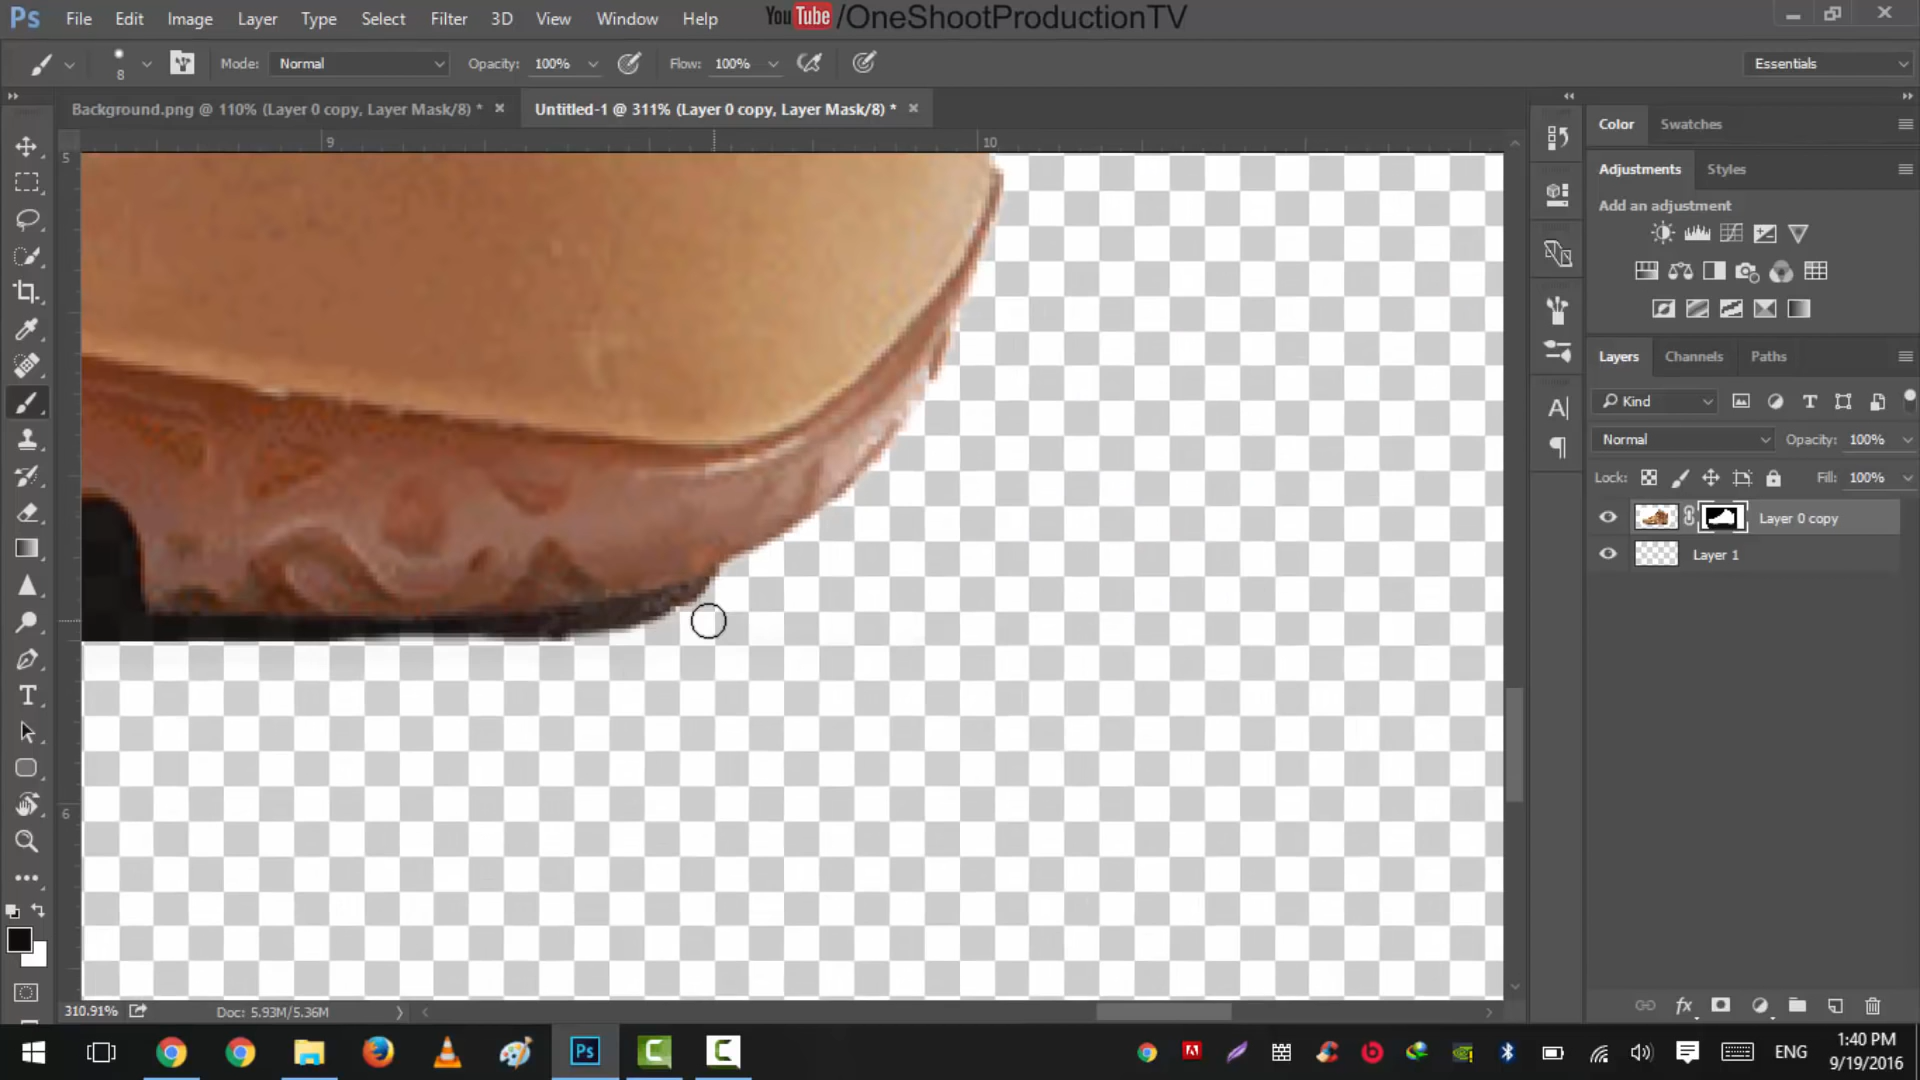 YouTube/OneShootProductionTV
Ps File Edit Image Layer Type Select Filter 3D View Window Help
8 Mode: Normal Opacity: 100% Flow: 100% Essentials
Background.png @ 110% (Layer 0 copy, Layer Mask/8) *
Untitled-1 @ 311% (Layer 0 copy, Layer Mask/8) *
9 10
5
6
Color Swatches
Adjustments Styles
Add an adjustment
Layers Channels Paths
Kind
Normal Opacity: 100%
Lock: Fill: 100%
Layer 0 copy
Layer 1
310.91% Doc: 5.93M/5.36M
ENG
1:40 PM
9/19/2016